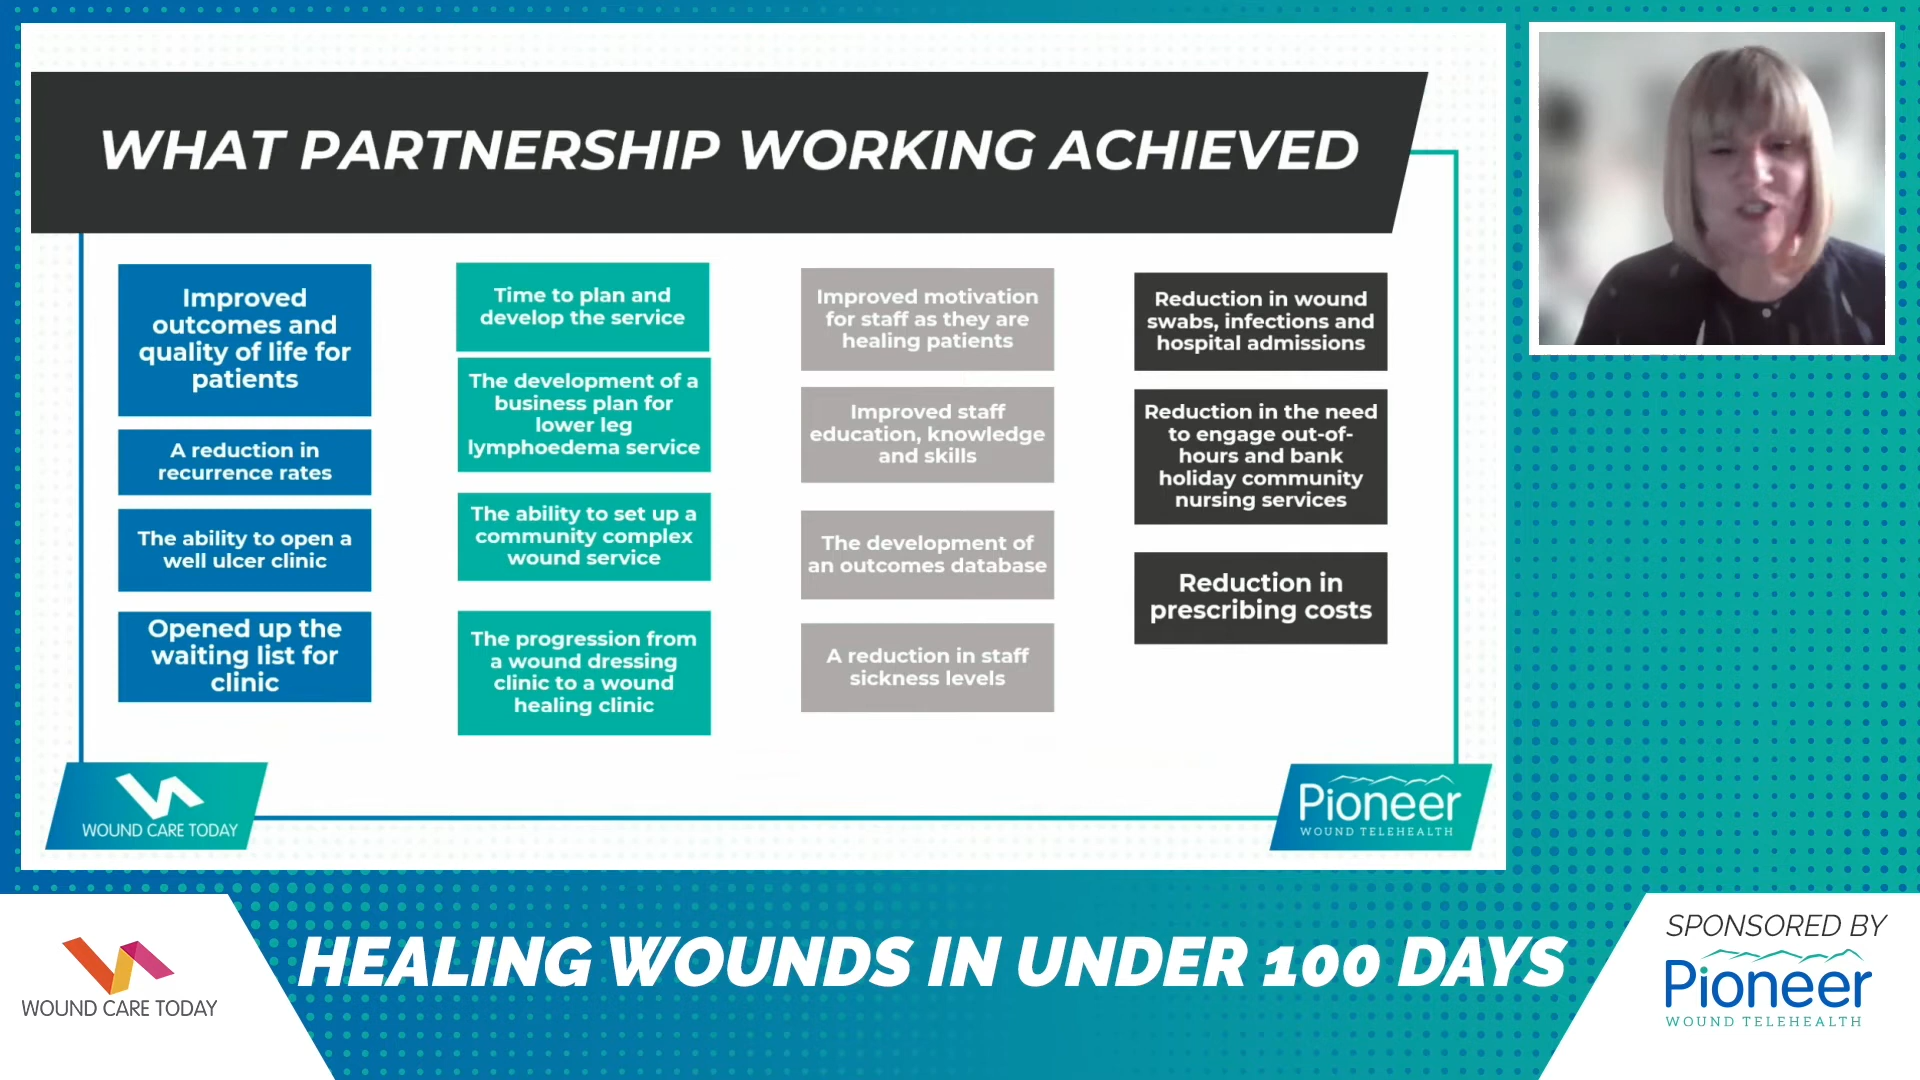 WHAT PARTNERSHIP WORKING ACHIEVED
Improved
outcomes and
quality of life for
patients
A reduction in
recurrence rates
The ability to open a
well ulcer clinic
Opened up the
waiting list for
clinic
Time to plan and
develop the service
The development of a
business plan for
lower leg
lymphoedema service
The ability to set up a
community complex
wound service
The progression from
a wound dressing
clinic to a wound
healing clinic
Improved motivation
for staff as they are
healing patients
Improved staff
education, knowledge
and skills
The development of
an outcomes database
A reduction in staff
sickness levels
Reduction in wound
swabs, infections and
hospital admissions
Reduction in the need
to engage out-of-
hours and bank
holiday community
nursing services
Reduction in
prescribing costs
WOUND CARE TODAY
Pioneer
WOUND TELEHEALTH
WOUND CARE TODAY
HEALING WOUNDS IN UNDER 100 DAYS
SPONSORED BY
Pioneer
WOUND TELEHEALTH